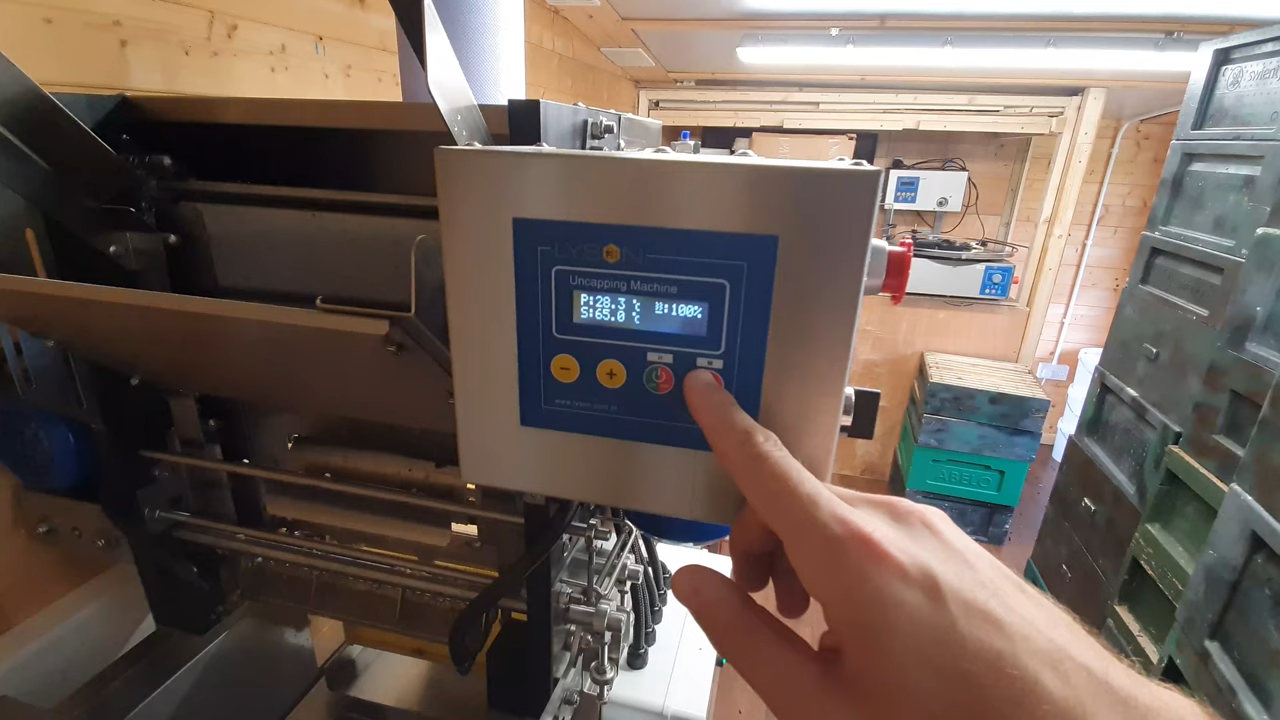 LYSON
Uncapping Machine
P:28.3 °c ⲷ:100%
S:65.0 °c
- +
www.lyson.com.pl
ABELO